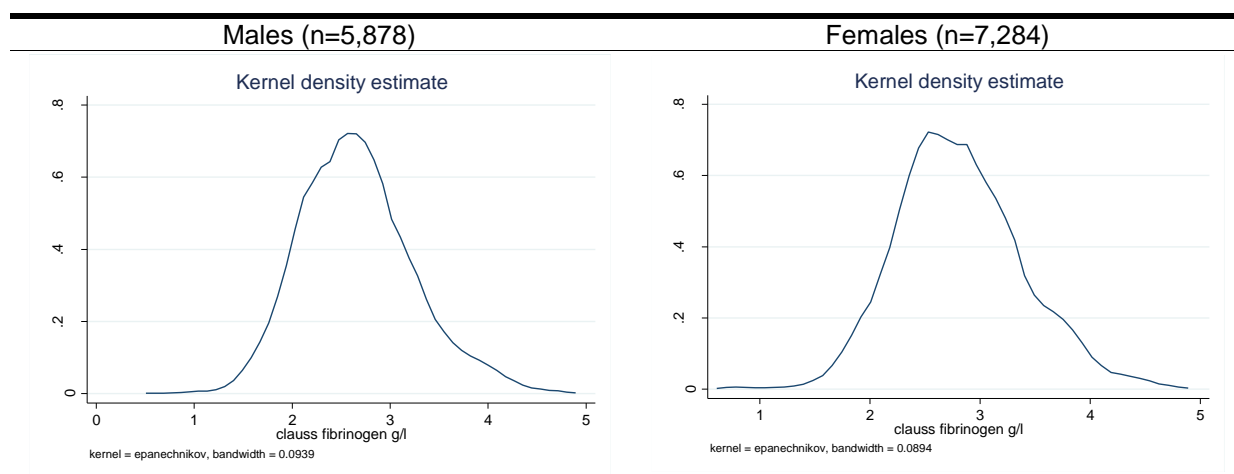 Males (n=5,878)
Females (n=7,284)
Kernel density estimate
.8
.6
.4
.2
0
0 1 2 3 4 5
clauss fibrinogen g/l
kernel = epanechnikov, bandwidth = 0.0939
Kernel density estimate
.8
.6
.4
.2
0
1 2 3 4 5
clauss fibrinogen g/l
kernel = epanechnikov, bandwidth = 0.0894